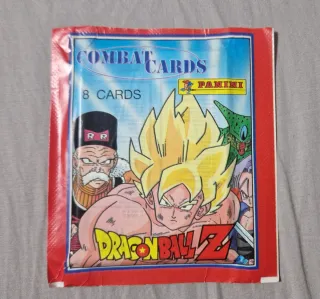 COMBAT CARDS
8 CARDS
PANINI
DRAGON BALL Z